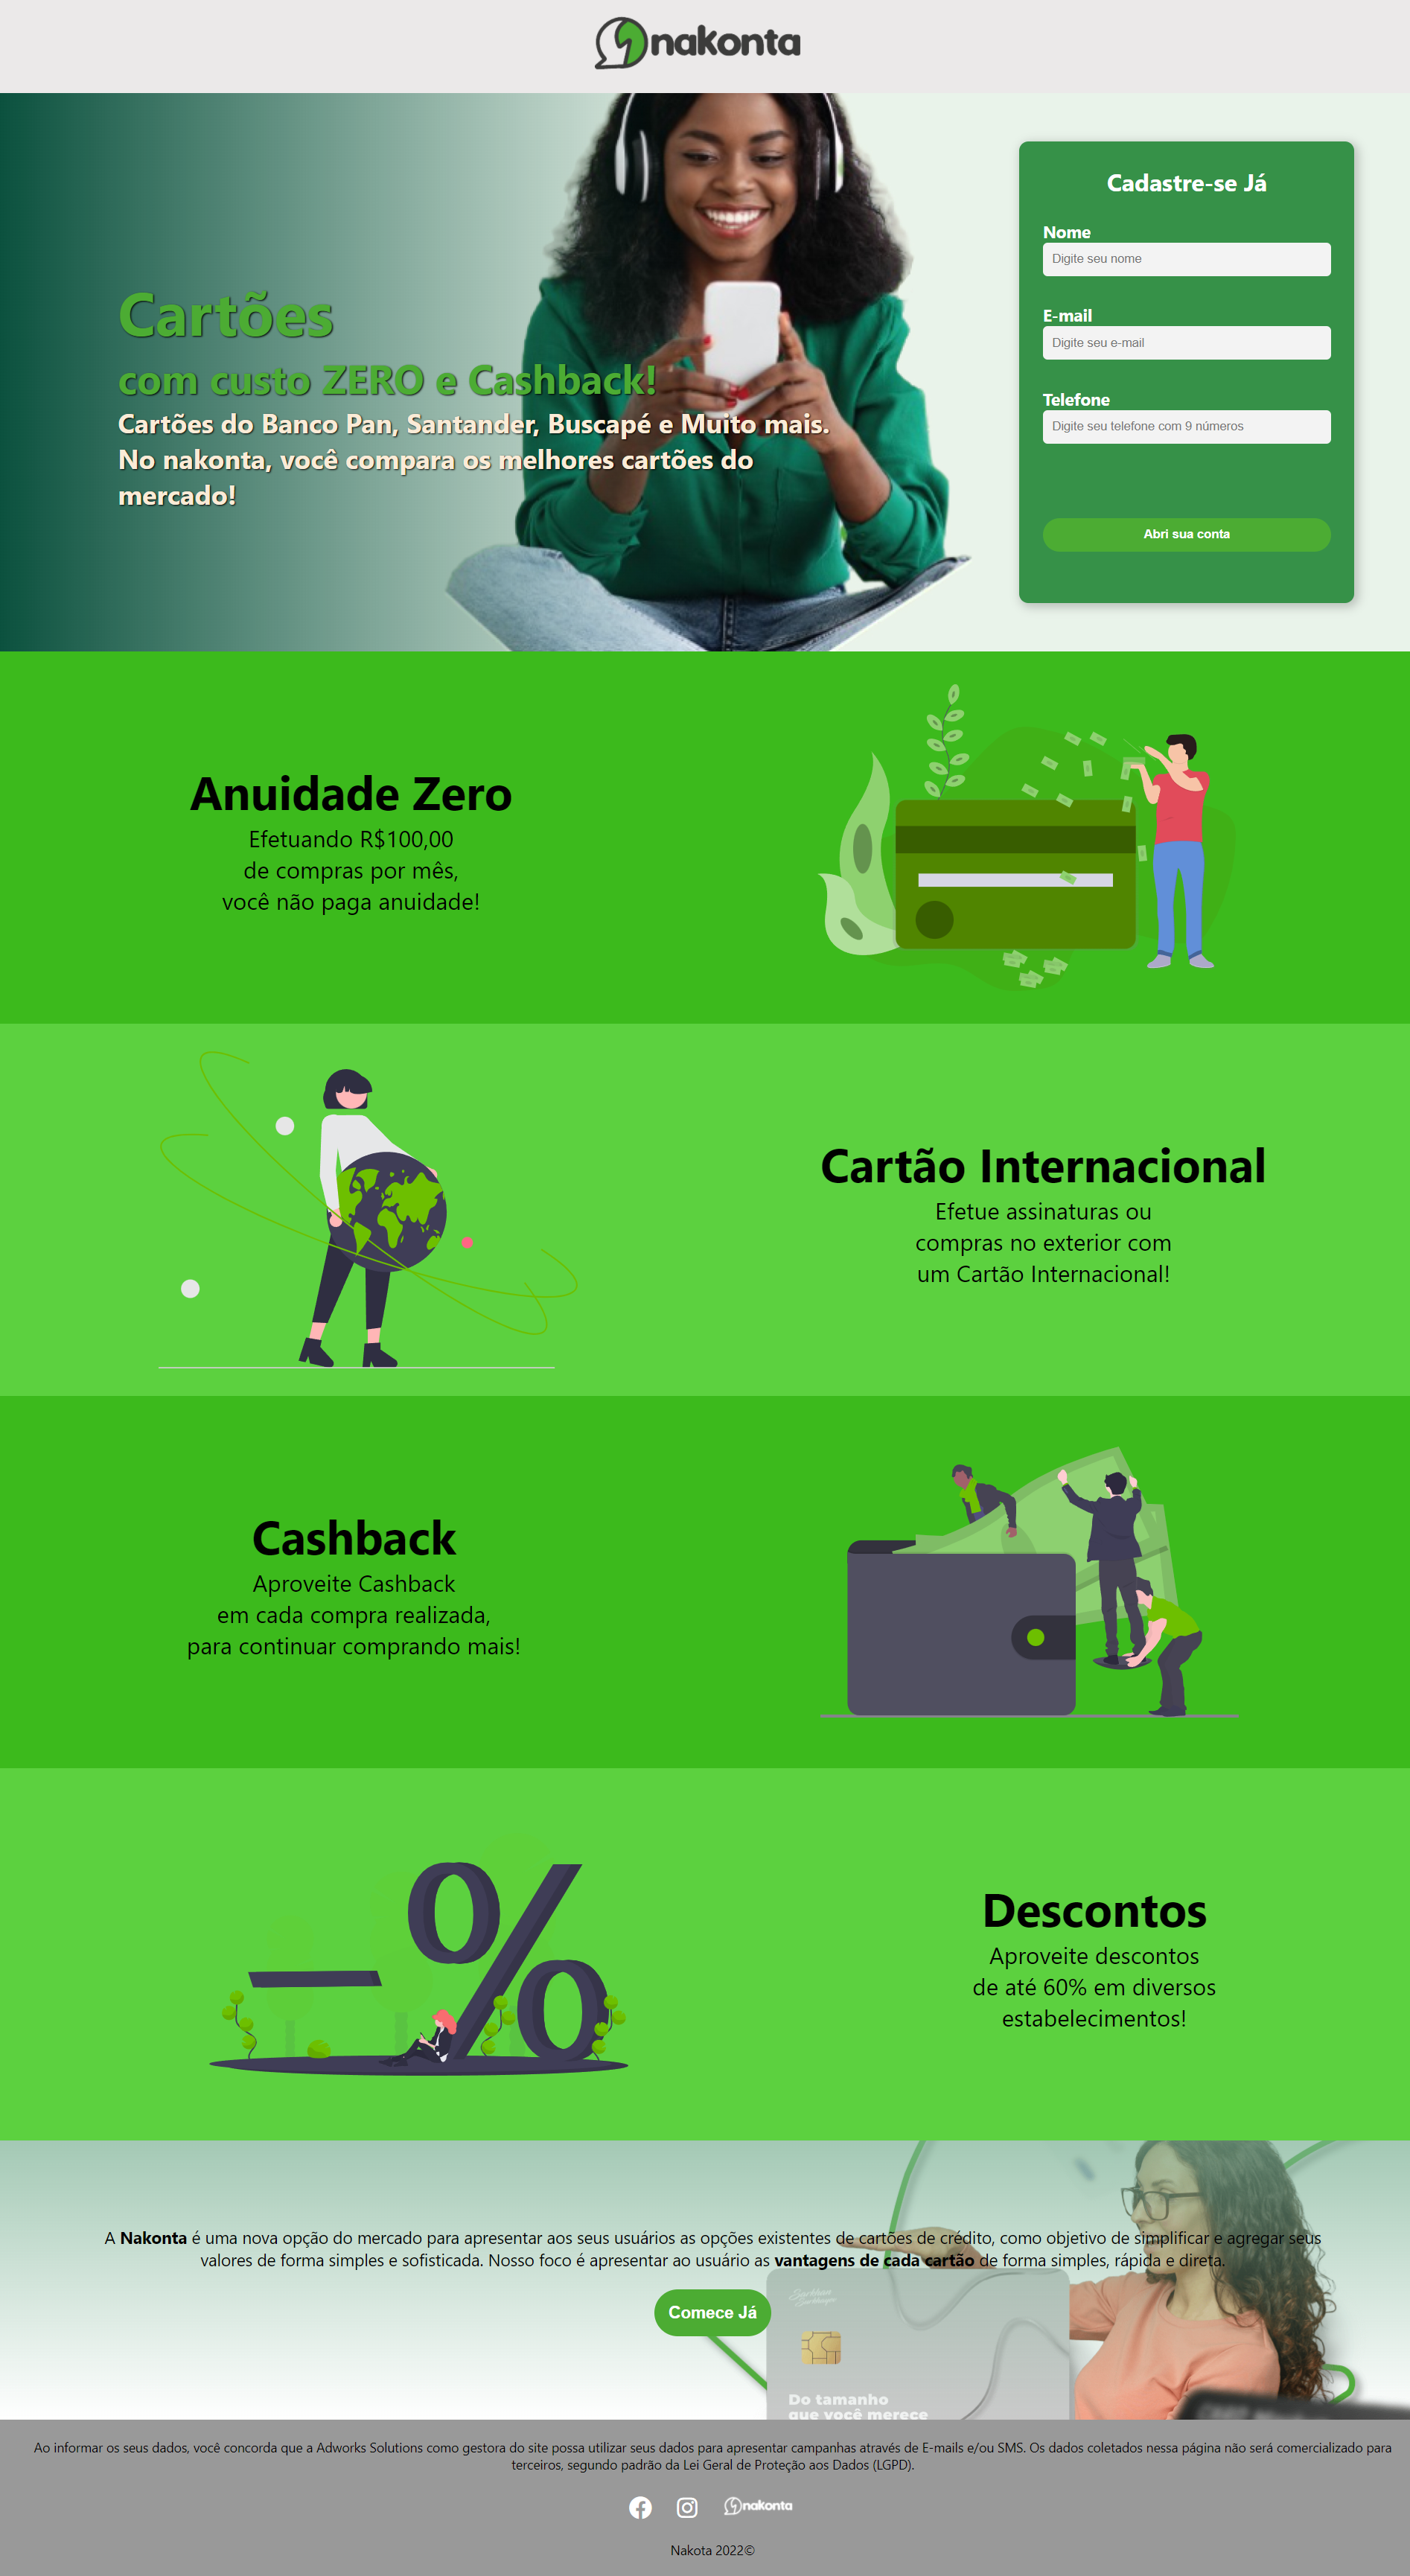 nakonta
Cadastre-se Já
Nome
Digite seu nome
E-mail
Digite seu e-mail
Telefone
Digite seu telefone com 9 números
Abri sua conta
Cartões
com custo ZERO e Cashback!
Cartões do Banco Pan, Santander, Buscapé e Muito mais.
No nakonta, você compara os melhores cartões do
mercado!
Anuidade Zero
Efetuando R$100,00
de compras por mês,
você não paga anuidade!
Cartão Internacional
Efetue assinaturas ou
compras no exterior com
um Cartão Internacional!
Cashback
Aproveite Cashback
em cada compra realizada,
para continuar comprando mais!
-%
Descontos
Aproveite descontos
de até 60% em diversos
estabelecimentos!
A Nakonta é uma nova opção do mercado para apresentar aos seus usuários as opções existentes de cartões de crédito, como objetivo de simplificar e agregar seus
valores de forma simples e sofisticada. Nosso foco é apresentar ao usuário as vantagens de cada cartão de forma simples, rápida e direta.
Comece Já
Do tamanho
que você merece
Ao informar os seus dados, você concorda que a Adworks Solutions como gestora do site possa utilizar seus dados para apresentar campanhas através de E-mails e/ou SMS. Os dados coletados nessa página não será comercializado para
terceiros, segundo padrão da Lei Geral de Proteção aos Dados (LGPD).
nakonta
Nakota 2022©